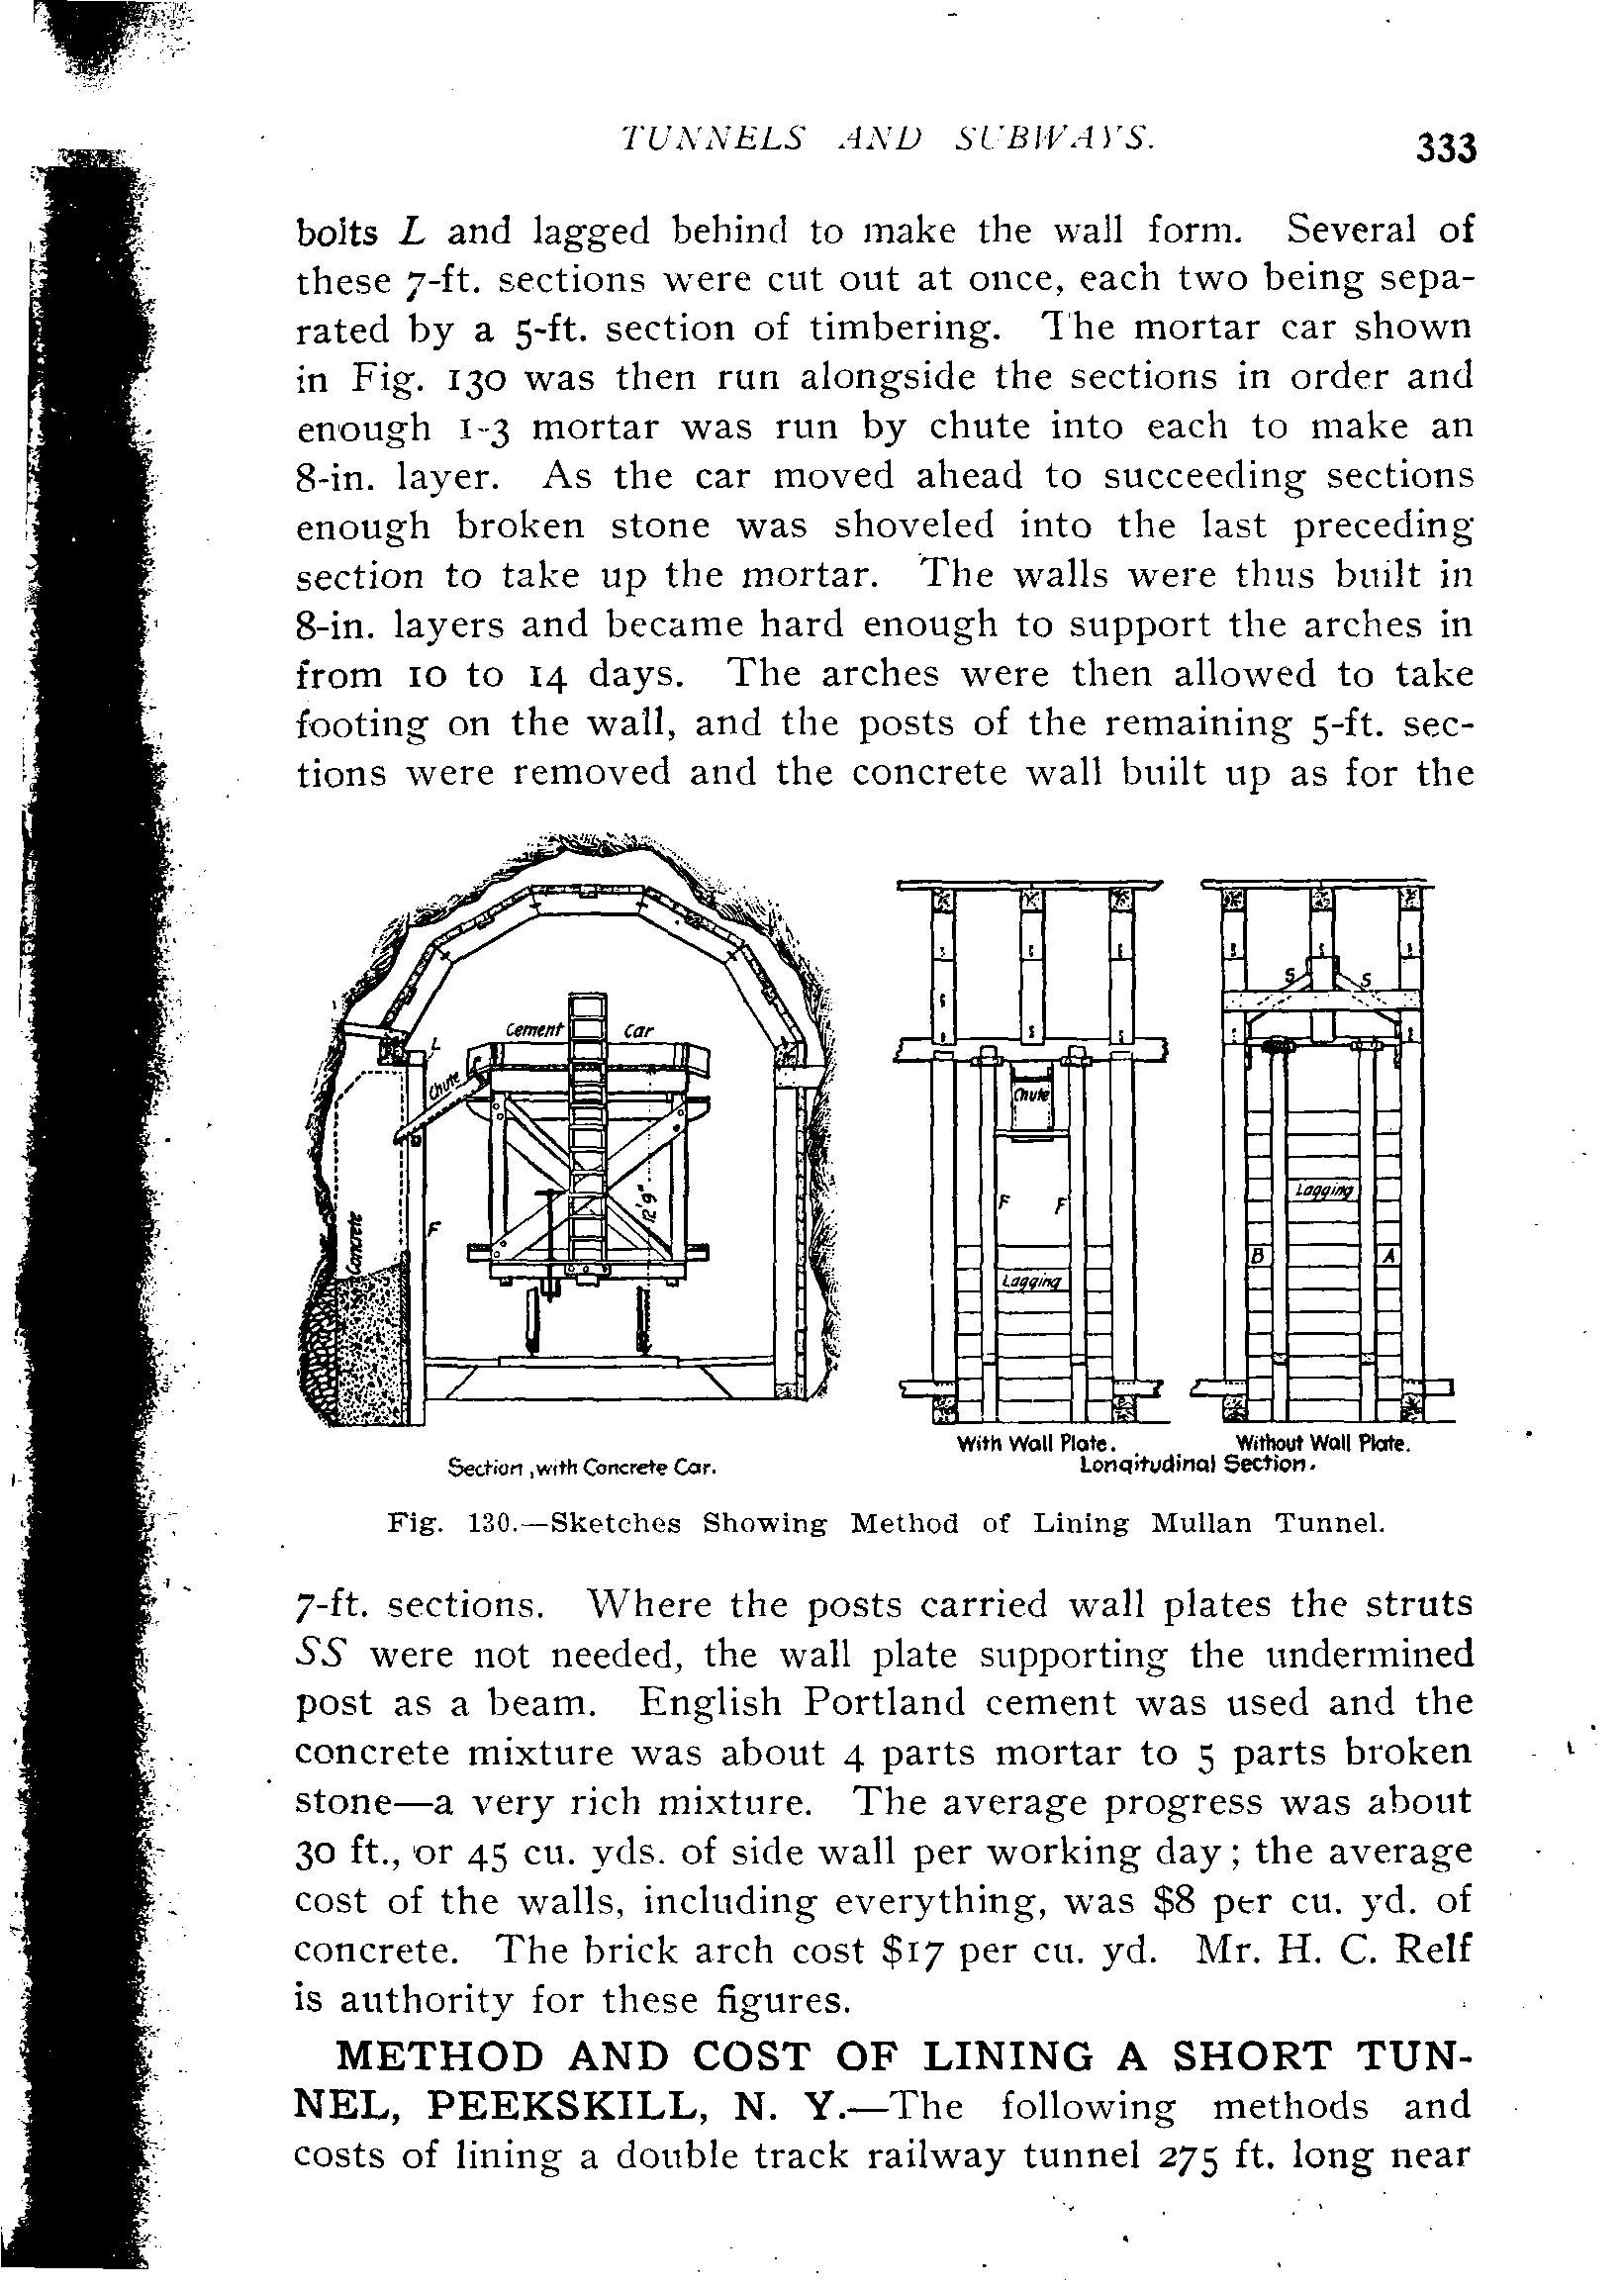 TUNNELS AND SUBWAYS. 333
bolts L and lagged behind to make the wall form. Several of
these 7-ft. sections were cut out at once, each two being sepa-
rated by a 5-ft. section of timbering. The mortar car shown
in Fig. 130 was then run alongside the sections in order and
enough 1-3 mortar was run by chute into each to make an
8-in. layer. As the car moved ahead to succeeding sections
enough broken stone was shoveled into the last preceding
section to take up the mortar. The walls were thus built in
8-in. layers and became hard enough to support the arches in
from 10 to 14 days. The arches were then allowed to take
footing on the wall, and the posts of the remaining 5-ft. sec-
tions were removed and the concrete wall built up as for the
Cement Car
L
Chute
12'9"
F
Concrete
Section, with Concrete Car.
Chute
F F
Lagging
With Wall Plate.
S S
Lagging
B A
Without Wall Plate.
Longitudinal Section.
Fig. 130.—Sketches Showing Method of Lining Mullan Tunnel.
7-ft. sections. Where the posts carried wall plates the struts
SS were not needed, the wall plate supporting the undermined
post as a beam. English Portland cement was used and the
concrete mixture was about 4 parts mortar to 5 parts broken
stone—a very rich mixture. The average progress was about
30 ft., or 45 cu. yds. of side wall per working day; the average
cost of the walls, including everything, was $8 per cu. yd. of
concrete. The brick arch cost $17 per cu. yd. Mr. H. C. Relf
is authority for these figures.
METHOD AND COST OF LINING A SHORT TUN-
NEL, PEEKSKILL, N. Y.—The following methods and
costs of lining a double track railway tunnel 275 ft. long near